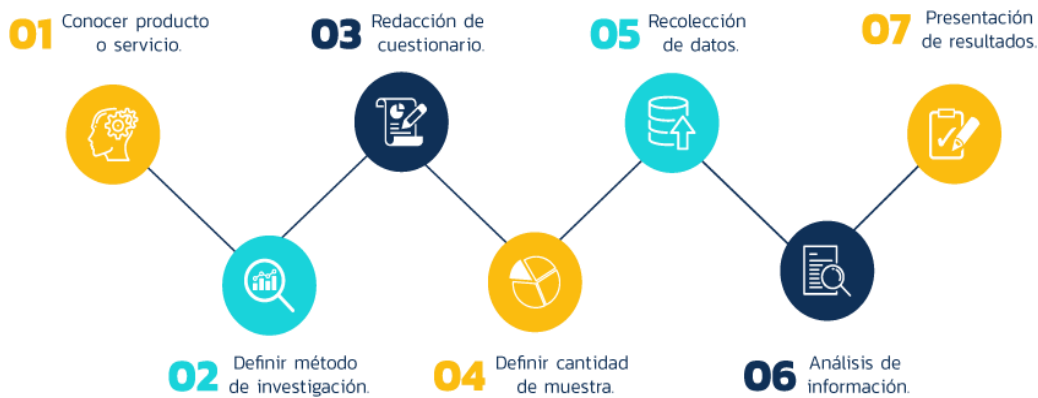 01 Conocer producto
o servicio.
02 Definir método
de investigación.
03 Redacción de
cuestionario.
04 Definir cantidad
de muestra.
05 Recolección
de datos.
06 Análisis de
información.
07 Presentación
de resultados.